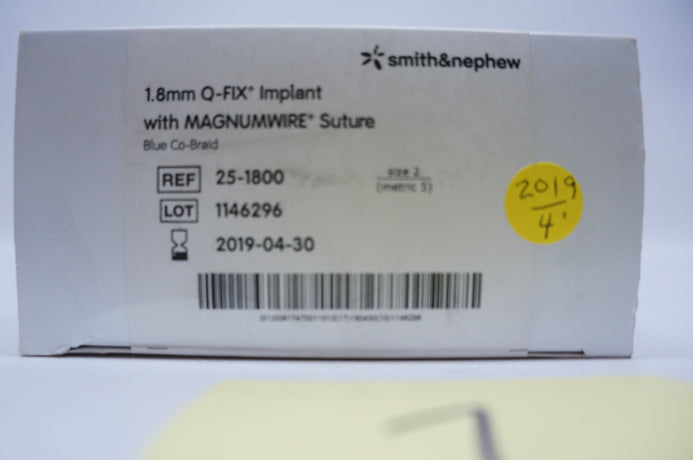 smith&nephew
1.8mm Q-FIX® Implant
with MAGNUMWIRE® Suture
Blue Co-Braid
REF 25-1800
size 2
(metric 5)
LOT 1146296
2019-04-30
2019
4